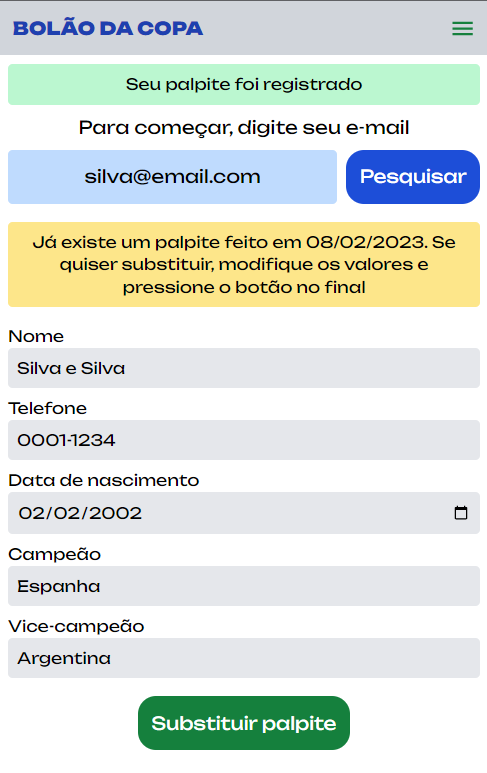 BOLÃO DA COPA
Seu palpite foi registrado
Para começar, digite seu e-mail
silva@email.com
Pesquisar
Já existe um palpite feito em 08/02/2023. Se
quiser substituir, modifique os valores e
pressione o botão no final
Nome
Silva e Silva
Telefone
0001-1234
Data de nascimento
02/02/2002
Campeão
Espanha
Vice-campeão
Argentina
Substituir palpite